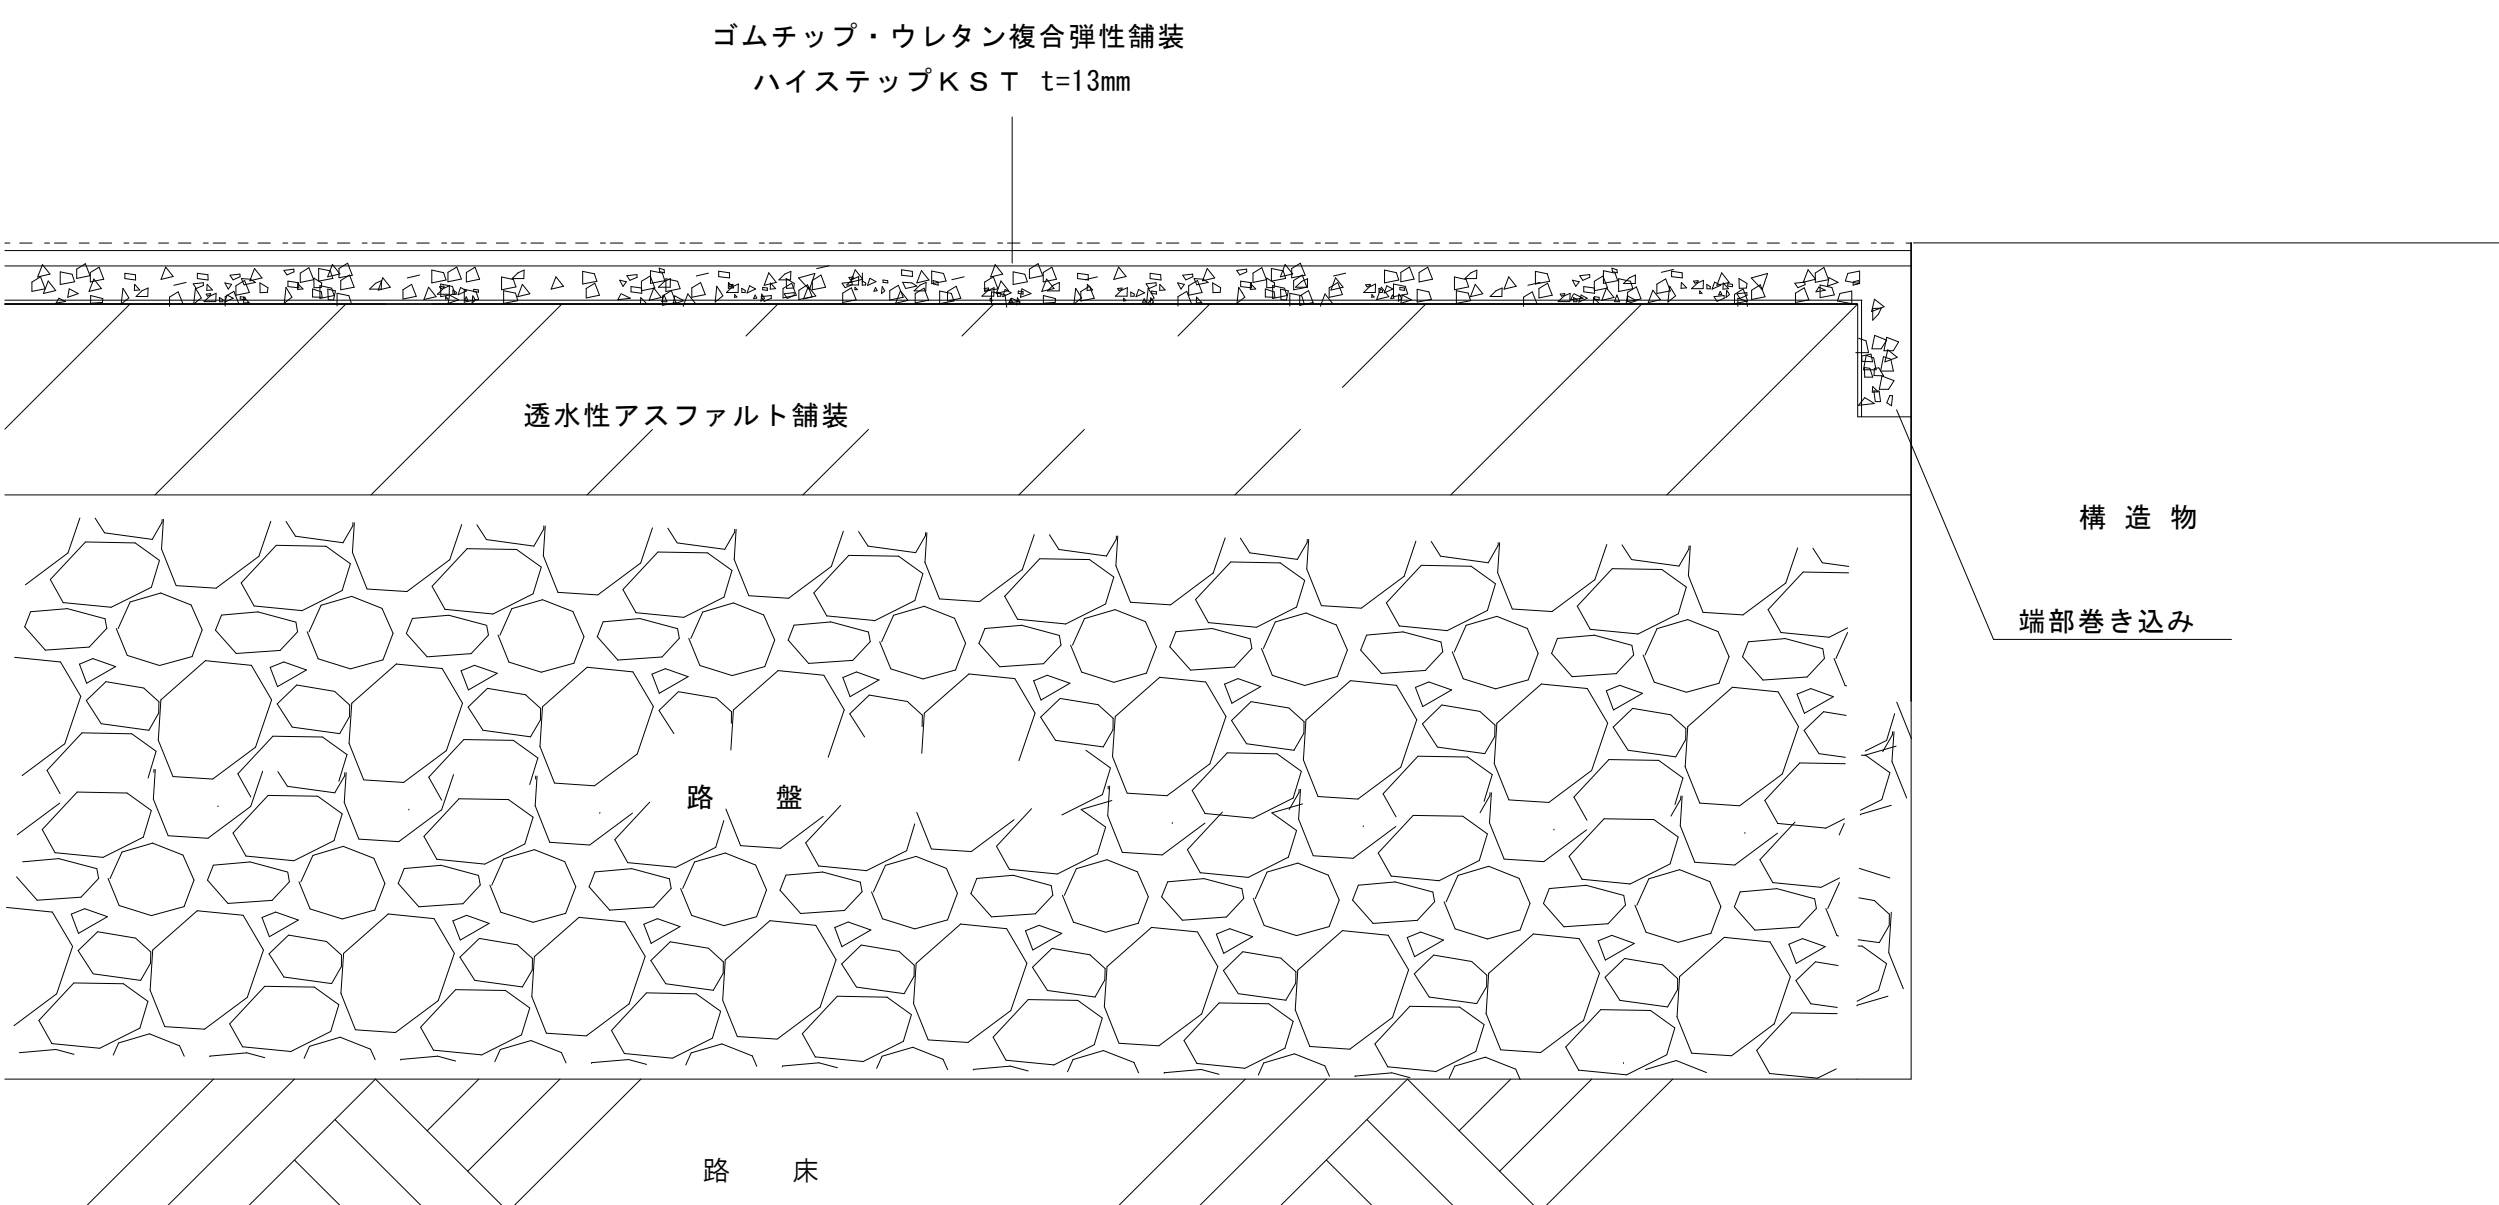 ゴムチップ・ウレタン複合弾性舗装
ハイステップＫＳＴ t=13mm
透水性アスファルト舗装
構 造 物
端部巻き込み
路 盤
路 床